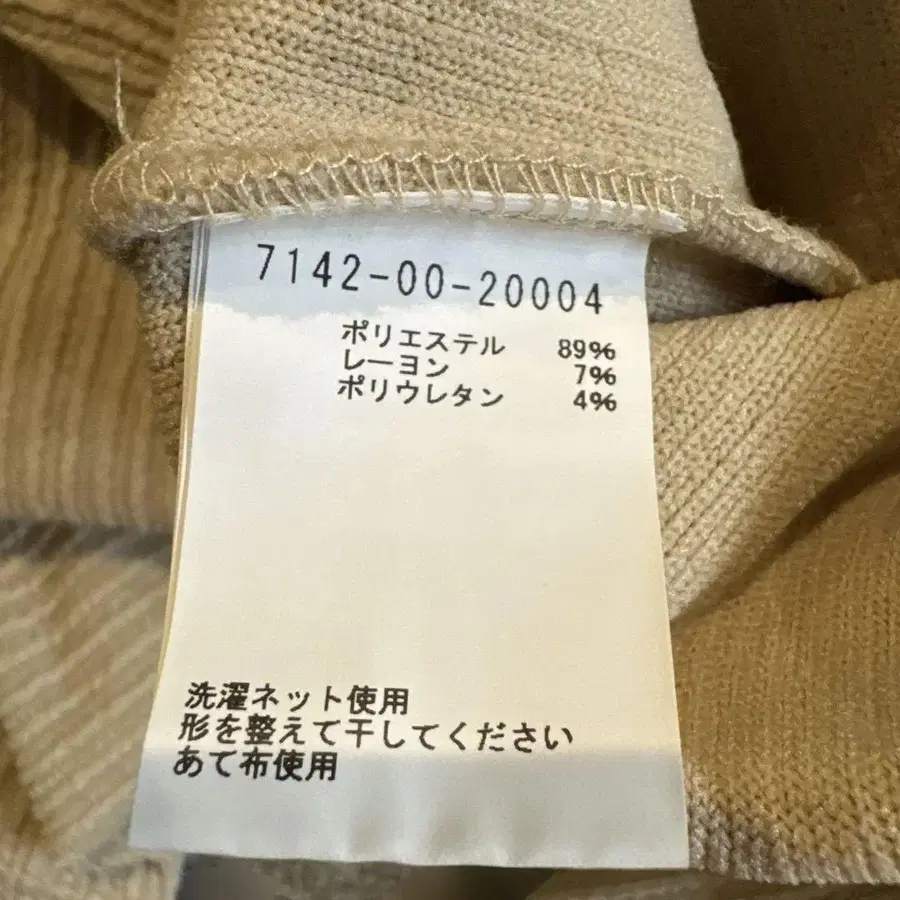 7142-00-20004
ポリエステル 89%
レーヨン 7%
ポリウレタン 4%
洗濯ネット使用
形を整えて干してください
あて布使用